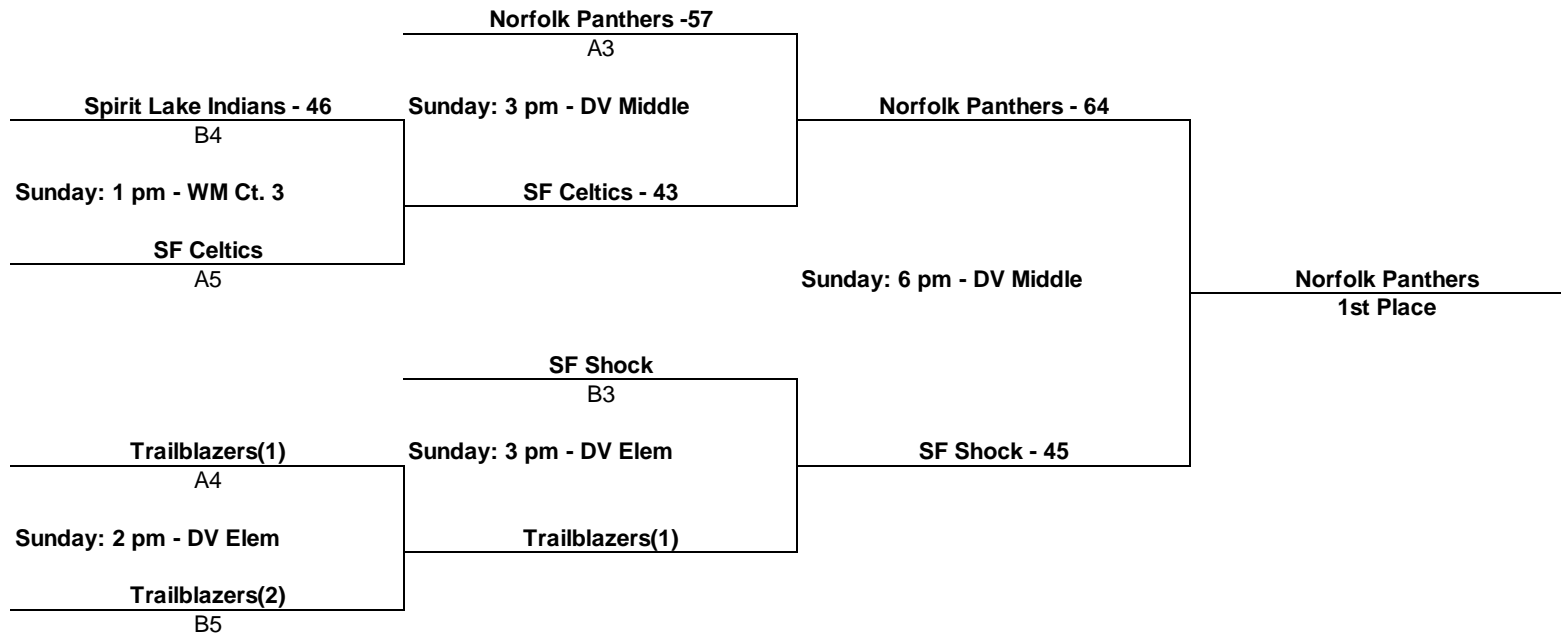 Norfolk Panthers -57
A3
Spirit Lake Indians - 46
Sunday: 3 pm - DV Middle
Norfolk Panthers - 64
B4
Sunday: 1 pm - WM Ct. 3
SF Celtics - 43
SF Celtics
A5
Sunday: 6 pm - DV Middle
Norfolk Panthers
1st Place
SF Shock
B3
Trailblazers(1)
Sunday: 3 pm - DV Elem
SF Shock - 45
A4
Sunday: 2 pm - DV Elem
Trailblazers(1)
Trailblazers(2)
B5